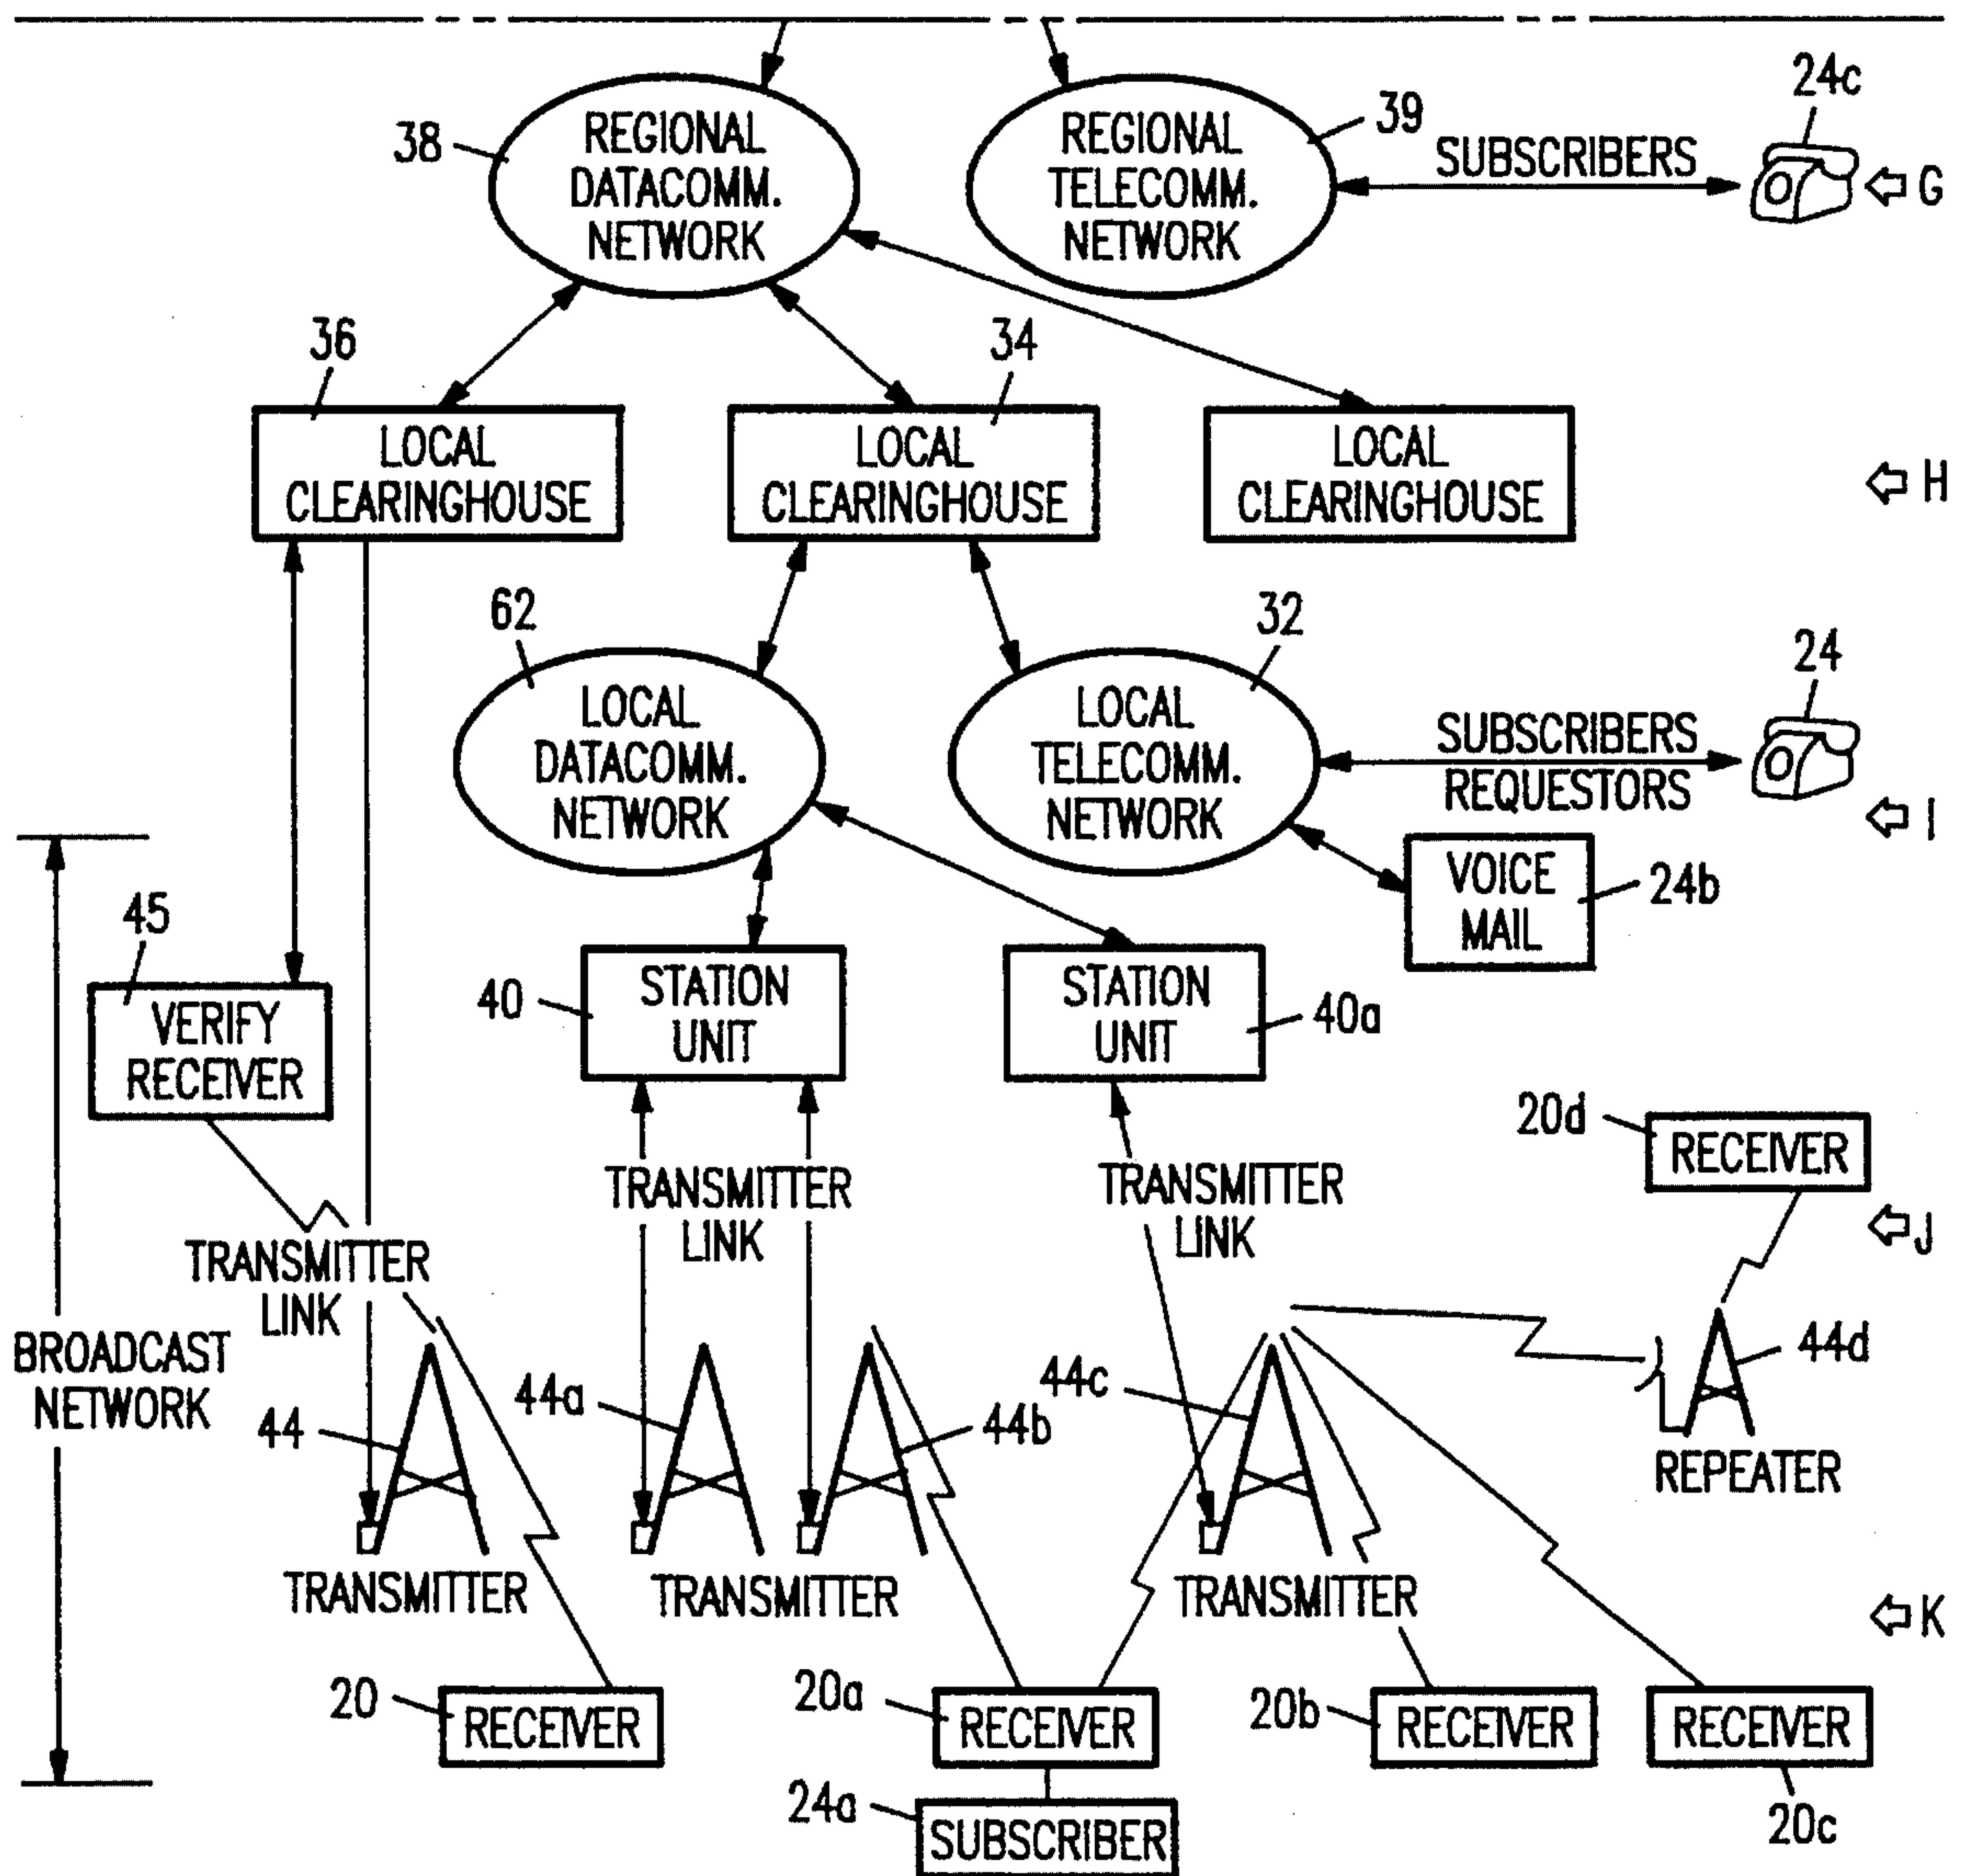 24c
38
REGIONAL
DATACOMM.
NETWORK
REGIONAL
TELECOMM.
NETWORK
39
SUBSCRIBERS
G
36
34
LOCAL
CLEARINGHOUSE
LOCAL
CLEARINGHOUSE
LOCAL
CLEARINGHOUSE
H
62
32
24
LOCAL
DATACOMM.
NETWORK
LOCAL
TELECOMM.
NETWORK
SUBSCRIBERS
REQUESTORS
I
VOICE
MAIL
24b
45
VERIFY
RECEIVER
40
STATION
UNIT
STATION
UNIT
40a
20d
RECEIVER
TRANSMITTER
LINK
TRANSMITTER
LINK
TRANSMITTER
LINK
J
BROADCAST
NETWORK
44
44a
44b
44c
44d
REPEATER
TRANSMITTER
TRANSMITTER
TRANSMITTER
K
20
RECEIVER
20a
RECEIVER
20b
RECEIVER
RECEIVER
20c
24a
SUBSCRIBER